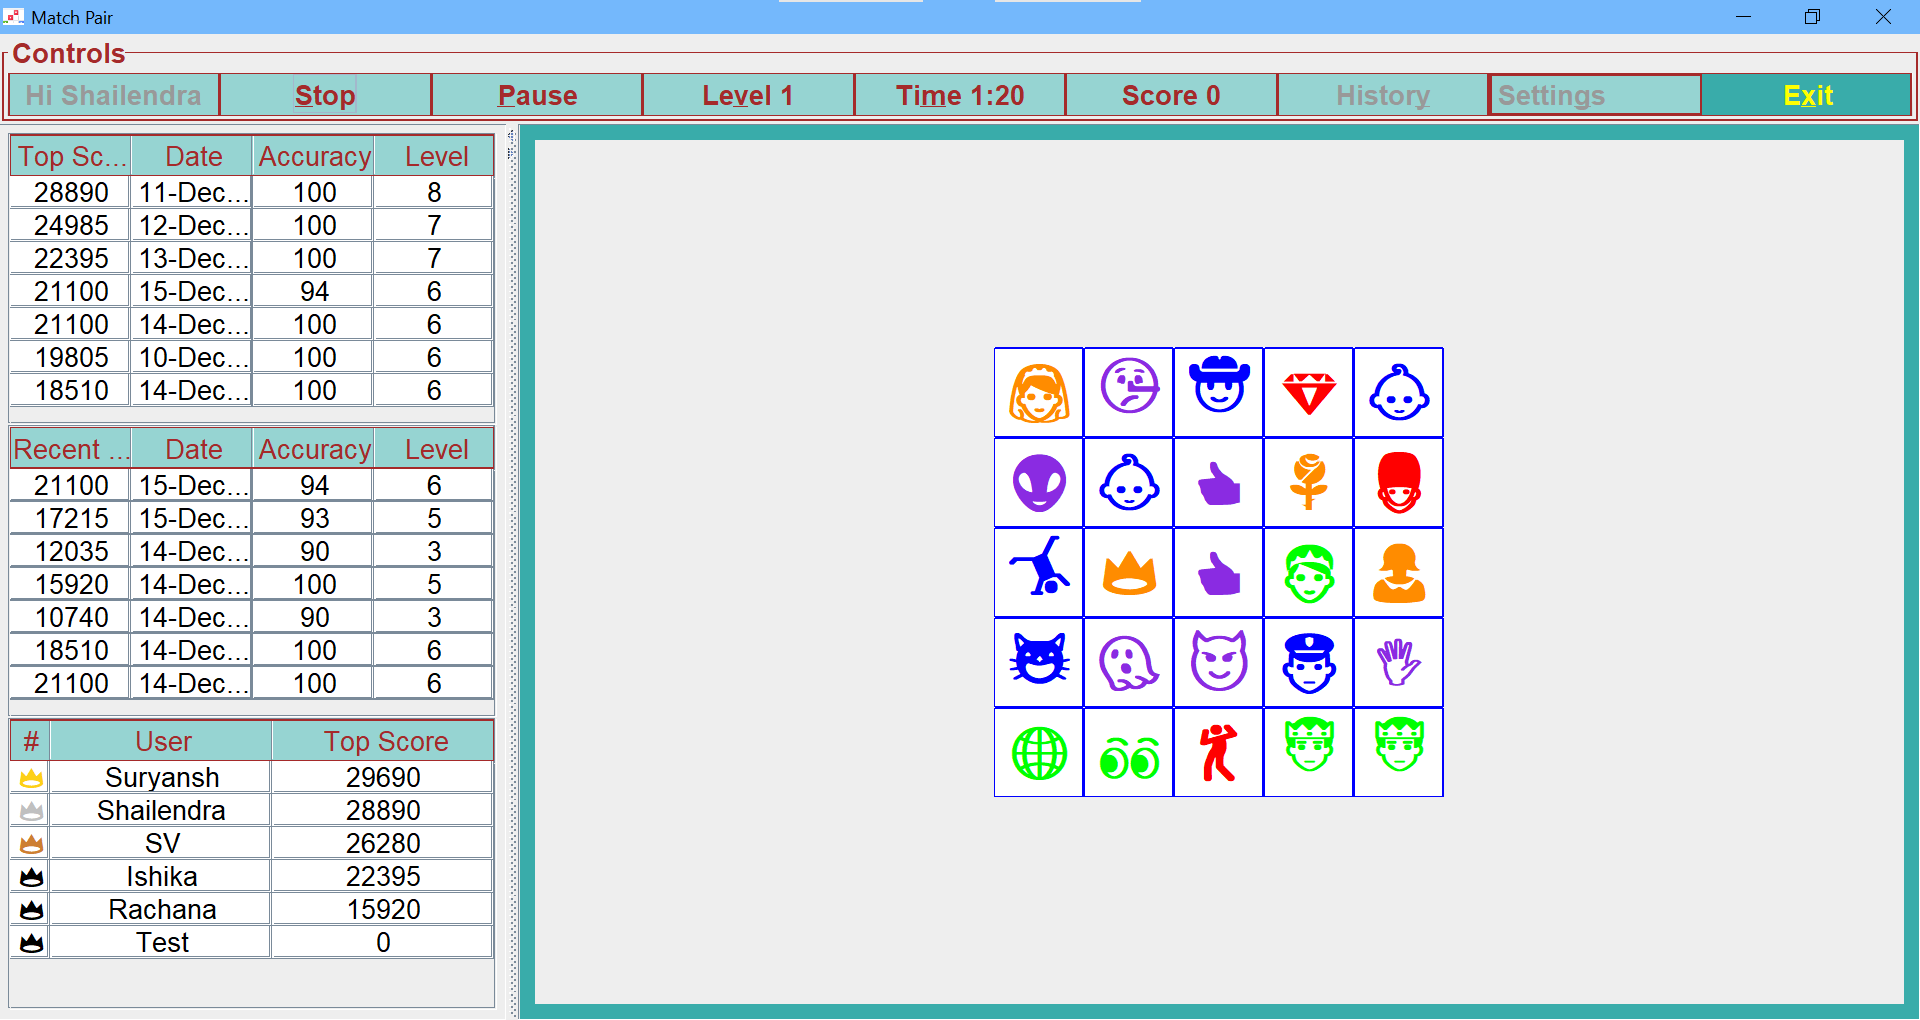 Match Pair
Controls
Hi Shailendra Stop Pause Level 1 Time 1:20 Score 0 History Settings Exit
Top Sc... Date Accuracy Level
28890 11-Dec... 100 8
24985 12-Dec... 100 7
22395 13-Dec... 100 7
21100 15-Dec... 94 6
21100 14-Dec... 100 6
19805 10-Dec... 100 6
18510 14-Dec... 100 6
Recent ... Date Accuracy Level
21100 15-Dec... 94 6
17215 15-Dec... 93 5
12035 14-Dec... 90 3
15920 14-Dec... 100 5
10740 14-Dec... 90 3
18510 14-Dec... 100 6
21100 14-Dec... 100 6
# User Top Score
Suryansh 29690
Shailendra 28890
SV 26280
Ishika 22395
Rachana 15920
Test 0